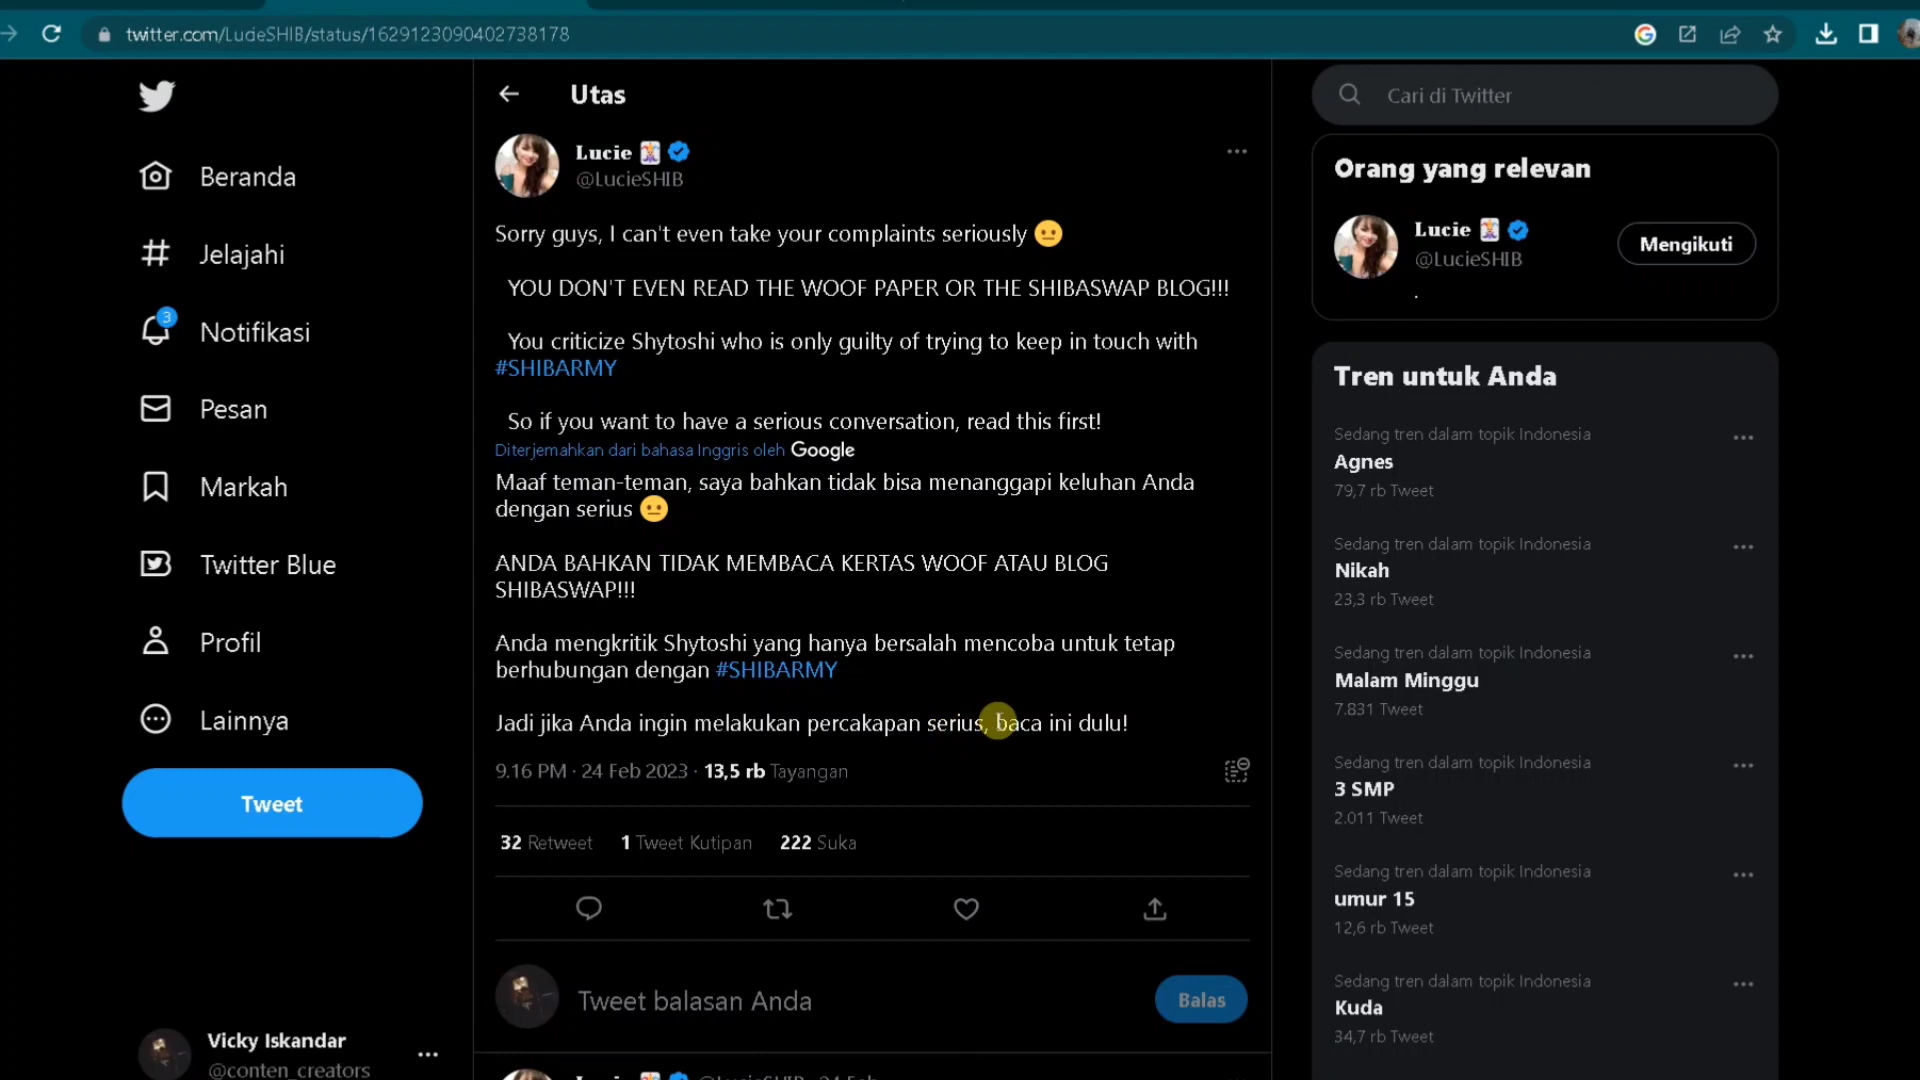 twitter.com/LucieSHIB/status/1629123090402738178
Utas
Cari di Twitter
Beranda
Jelajahi
3
Notifikasi
Pesan
Markah
Twitter Blue
Profil
Lainnya
Tweet
Vicky Iskandar
@conten_creators
Lucie
@LucieSHIB
Sorry guys, I can't even take your complaints seriously 😐
YOU DON'T EVEN READ THE WOOF PAPER OR THE SHIBASWAP BLOG!!!
You criticize Shytoshi who is only guilty of trying to keep in touch with
#SHIBARMY
So if you want to have a serious conversation, read this first!
Diterjemahkan dari bahasa Inggris oleh Google
Maaf teman-teman, saya bahkan tidak bisa menanggapi keluhan Anda
dengan serius 😐
ANDA BAHKAN TIDAK MEMBACA KERTAS WOOF ATAU BLOG
SHIBASWAP!!!
Anda mengkritik Shytoshi yang hanya bersalah mencoba untuk tetap
berhubungan dengan #SHIBARMY
Jadi jika Anda ingin melakukan percakapan serius, baca ini dulu!
9.16 PM · 24 Feb 2023 · 13,5 rb Tayangan
32 Retweet 1 Tweet Kutipan 222 Suka
Tweet balasan Anda
Balas
Lucie @LucieSHIB · 24 Feb
Orang yang relevan
Lucie
@LucieSHIB
Mengikuti
.
Tren untuk Anda
Sedang tren dalam topik Indonesia
Agnes
79,7 rb Tweet
Sedang tren dalam topik Indonesia
Nikah
23,3 rb Tweet
Sedang tren dalam topik Indonesia
Malam Minggu
7.831 Tweet
Sedang tren dalam topik Indonesia
3 SMP
2.011 Tweet
Sedang tren dalam topik Indonesia
umur 15
12,6 rb Tweet
Sedang tren dalam topik Indonesia
Kuda
34,7 rb Tweet